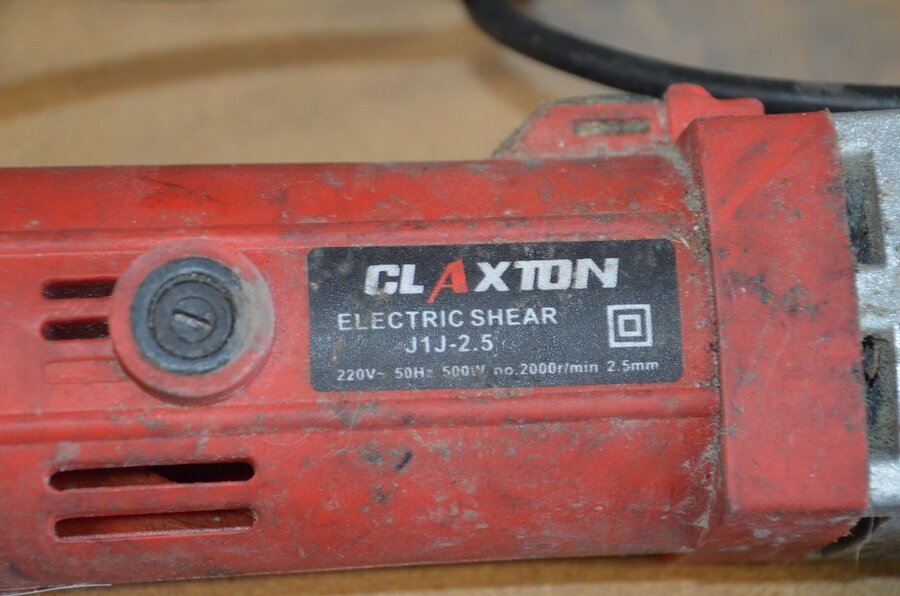 CLAXTON
ELECTRIC SHEAR
J1J-2.5
220V~ 50Hz 500W no.2000r/min 2.5mm